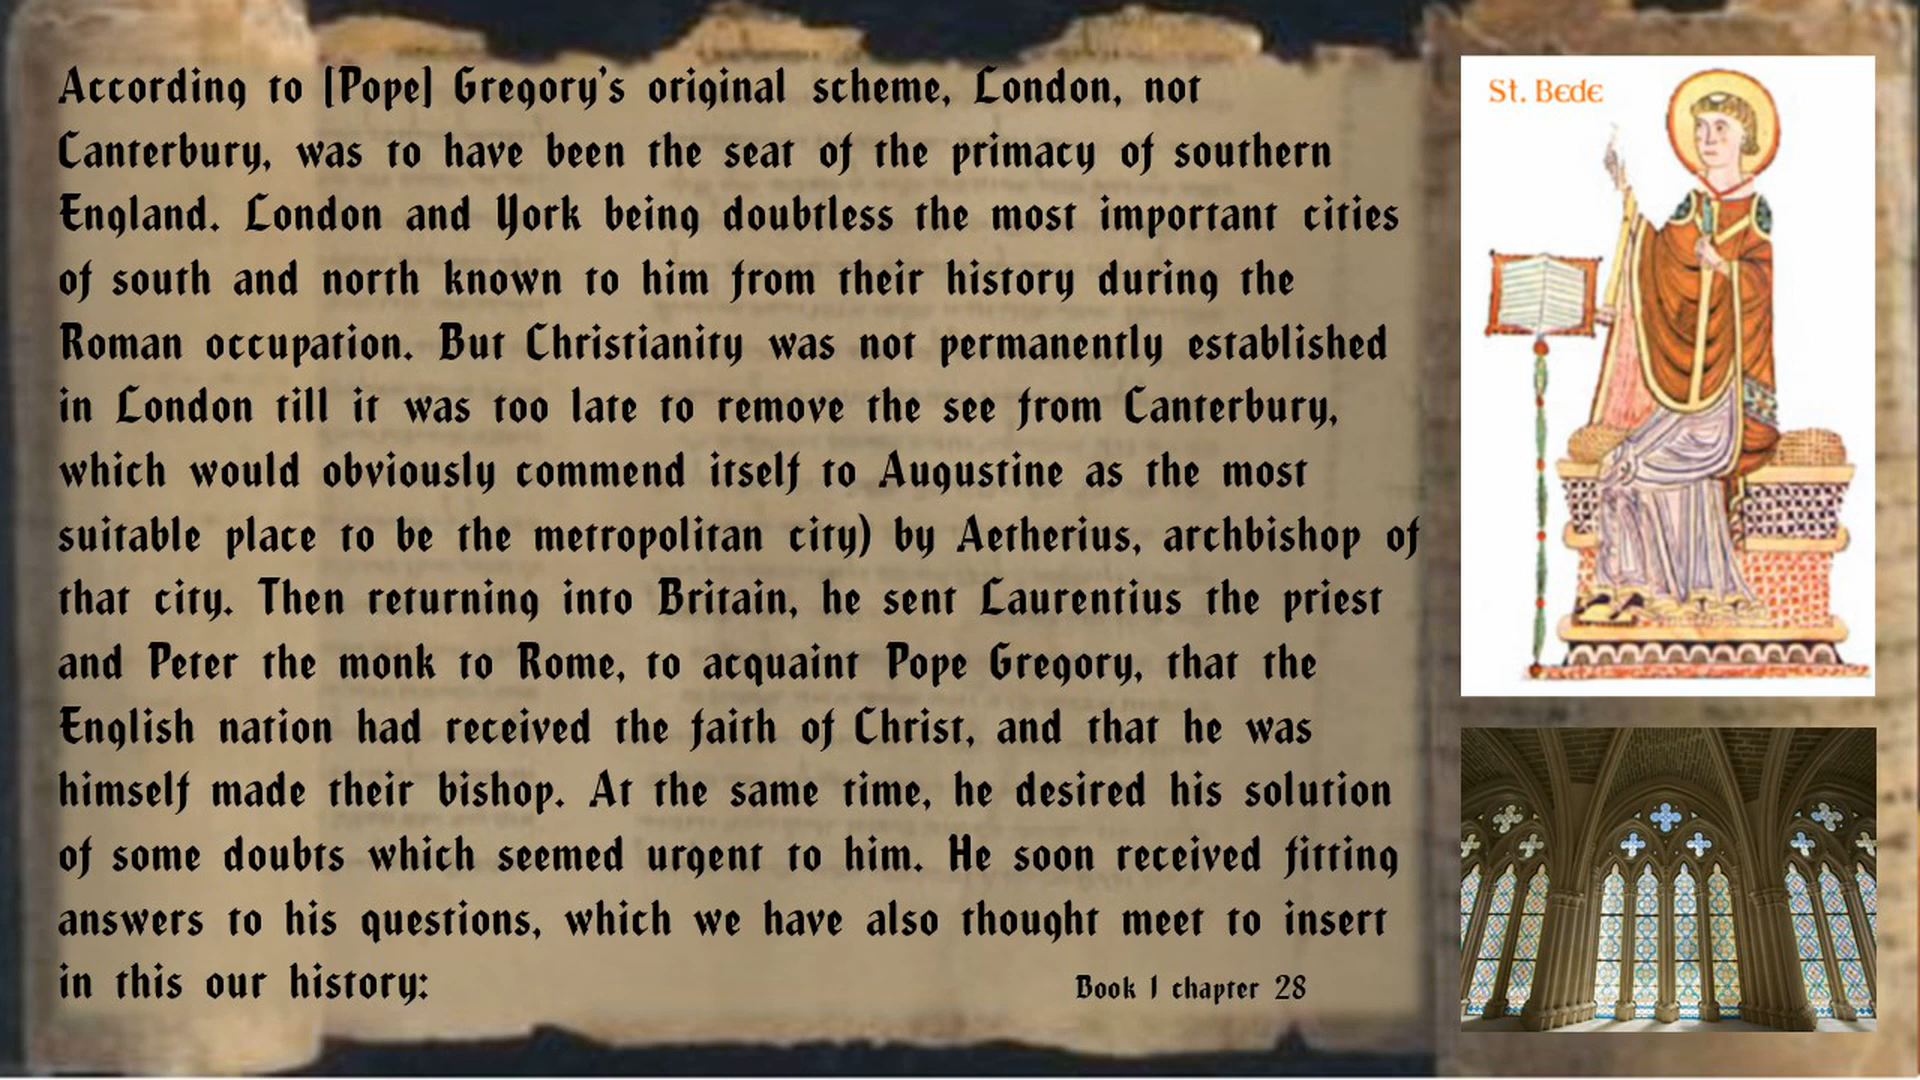 According to [Pope] Gregory's original scheme, London, not
Canterbury, was to have been the seat of the primacy of southern
England. London and York being doubtless the most important cities
of south and north known to him from their history during the
Roman occupation. But Christianity was not permanently established
in London till it was too late to remove the see from Canterbury,
which would obviously commend itself to Augustine as the most
suitable place to be the metropolitan city) by Aetherius, archbishop of
that city. Then returning into Britain, he sent Laurentius the priest
and Peter the monk to Rome, to acquaint Pope Gregory, that the
English nation had received the faith of Christ, and that he was
himself made their bishop. At the same time, he desired his solution
of some doubts which seemed urgent to him. He soon received fitting
answers to his questions, which we have also thought meet to insert
in this our history:
Book 1 chapter 28
St. Bede